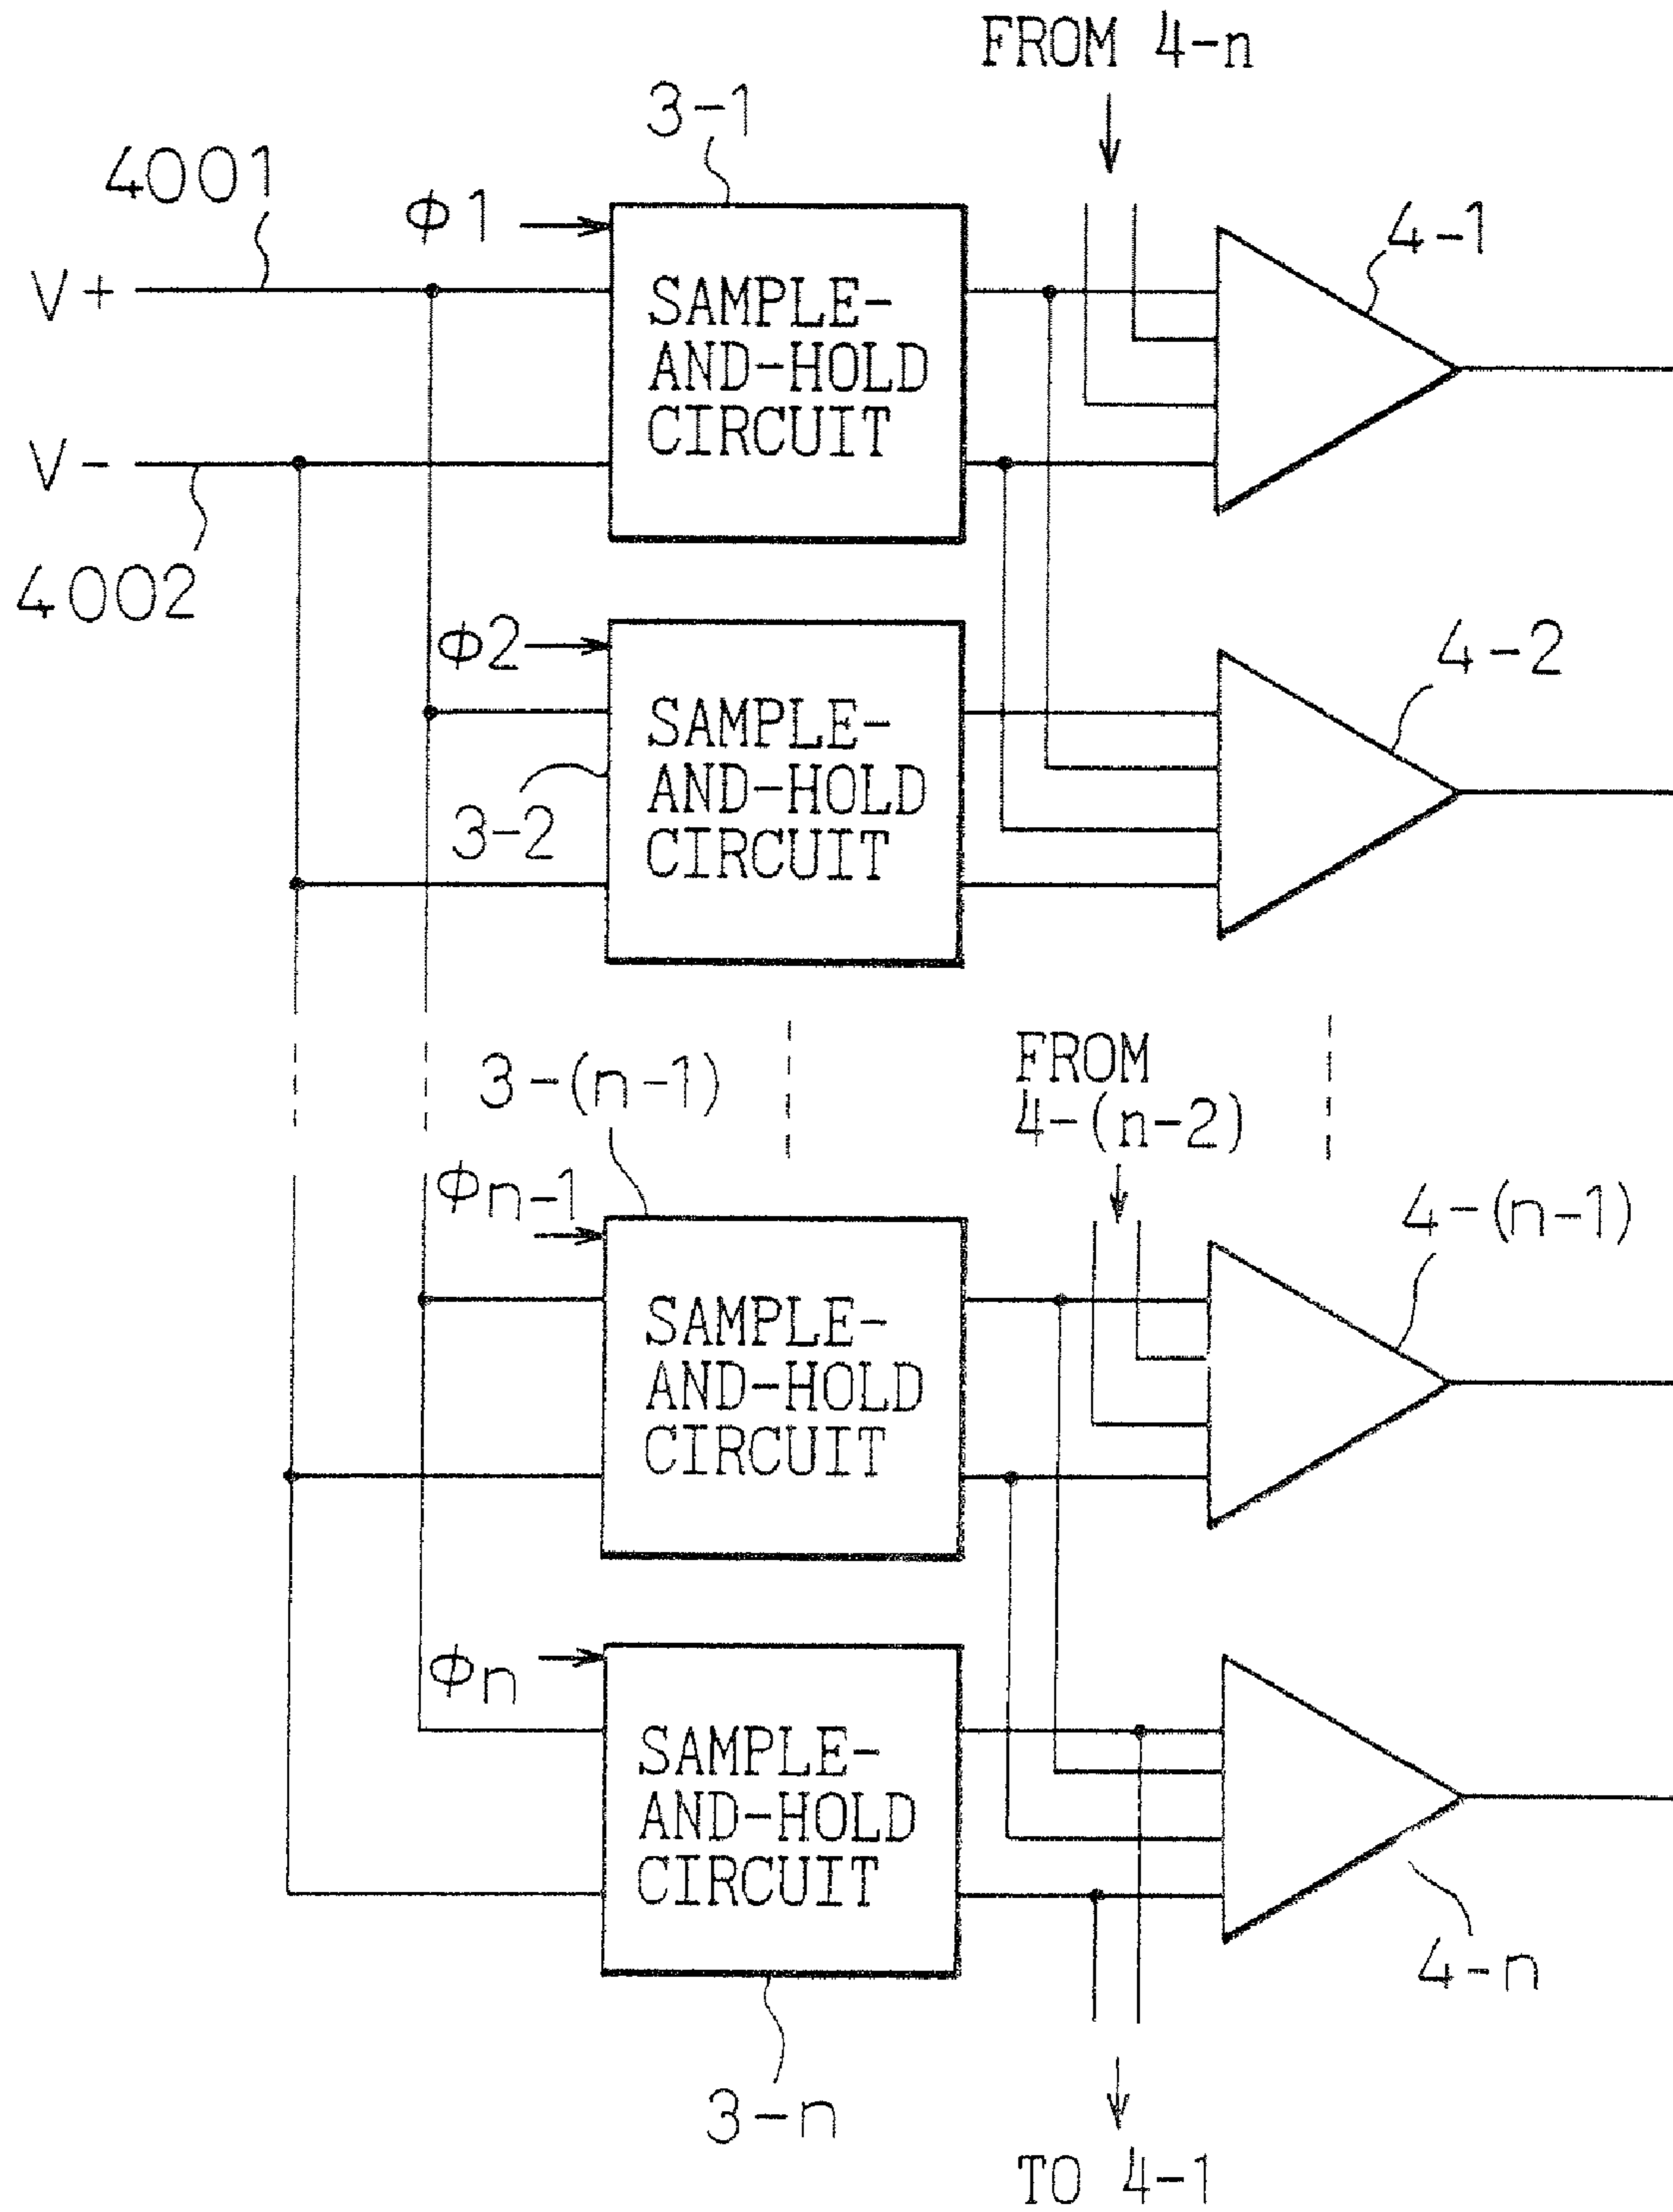 FROM 4-n
3-1
4001
Φ1
4-1
V+
SAMPLE-
AND-HOLD
CIRCUIT
V-
4002
Φ2
4-2
SAMPLE-
AND-HOLD
CIRCUIT
3-2
FROM
4-(n-2)
3-(n-1)
Φn-1
4-(n-1)
SAMPLE-
AND-HOLD
CIRCUIT
Φn
SAMPLE-
AND-HOLD
CIRCUIT
4-n
3-n
TO 4-1